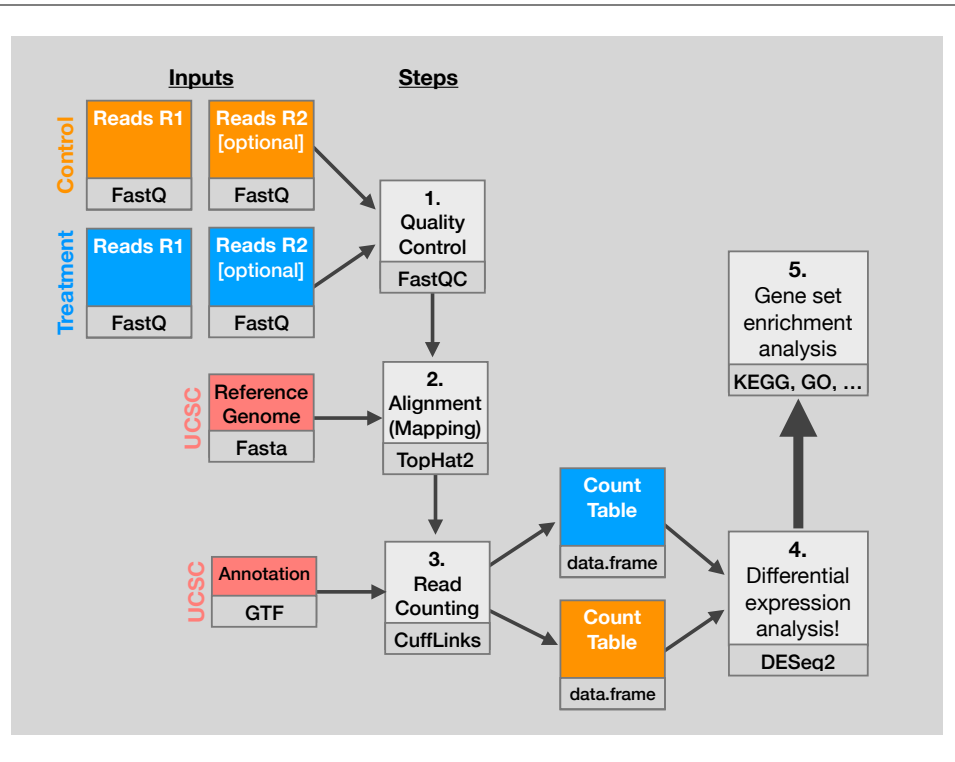 Inputs
Steps
Control
Reads R1
FastQ
Reads R2
[optional]
FastQ
Treatment
Reads R1
FastQ
Reads R2
[optional]
FastQ
1.
Quality
Control
FastQC
UCSC
Reference
Genome
Fasta
2.
Alignment
(Mapping)
TopHat2
UCSC
Annotation
GTF
3.
Read
Counting
CuffLinks
Count
Table
data.frame
Count
Table
data.frame
4.
Differential
expression
analysis!
DESeq2
5.
Gene set
enrichment
analysis
KEGG, GO, …